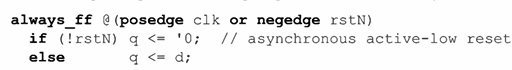 always_ff @(posedge clk or negedge rstN)
  if (!rstN) q <= '0;  // asynchronous active-low reset
  else       q <= d;